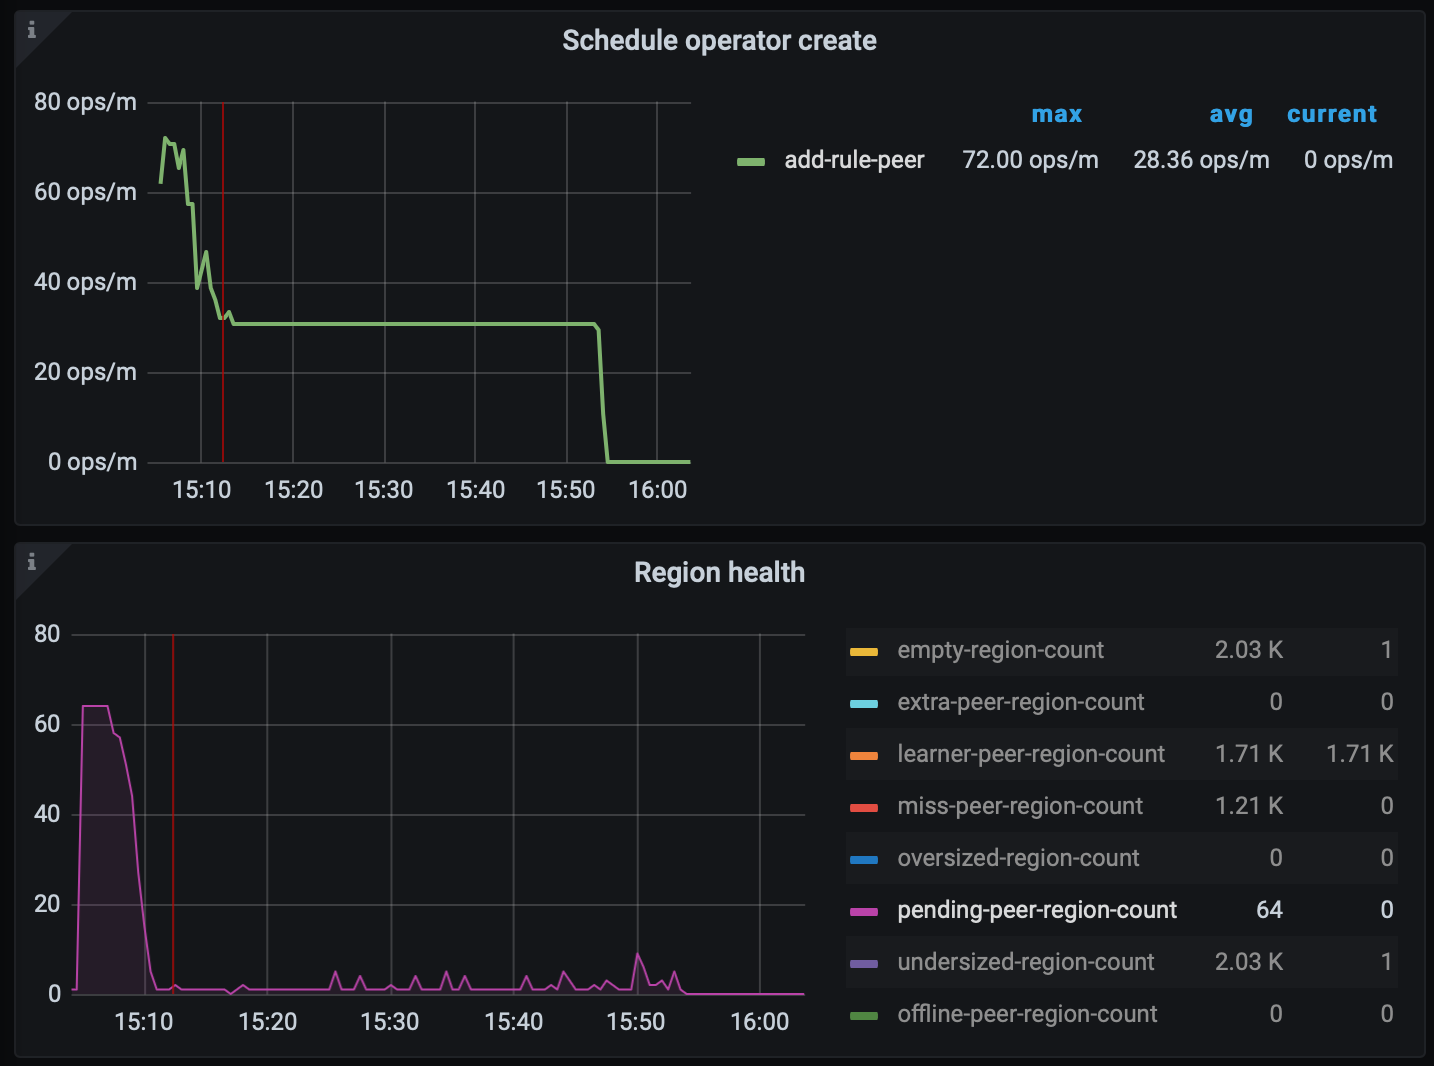 Schedule operator create
80 ops/m
60 ops/m
40 ops/m
20 ops/m
0 ops/m
15:10 15:20 15:30 15:40 15:50 16:00
max avg current
add-rule-peer 72.00 ops/m 28.36 ops/m 0 ops/m
Region health
80
60
40
20
0
15:10 15:20 15:30 15:40 15:50 16:00
empty-region-count 2.03 K 1
extra-peer-region-count 0 0
learner-peer-region-count 1.71 K 1.71 K
miss-peer-region-count 1.21 K 0
oversized-region-count 0 0
pending-peer-region-count 64 0
undersized-region-count 2.03 K 1
offline-peer-region-count 0 0